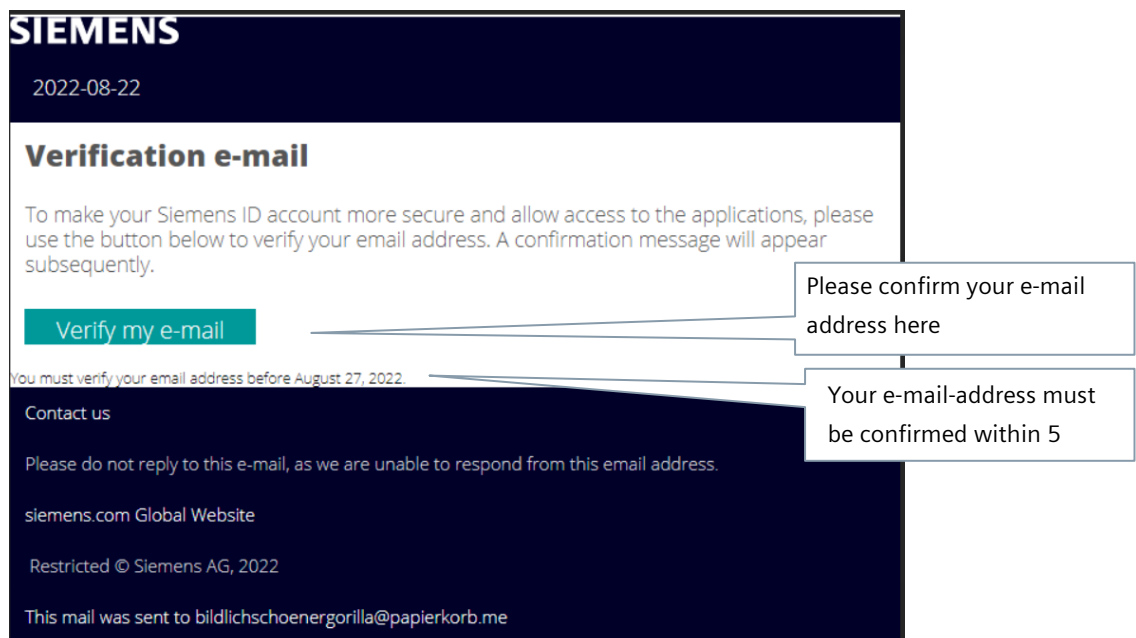 SIEMENS
2022-08-22
Verification e-mail
To make your Siemens ID account more secure and allow access to the applications, please
use the button below to verify your email address. A confirmation message will appear
subsequently.
Please confirm your e-mail
address here
Verify my e-mail
You must verify your email address before August 27, 2022.
Your e-mail-address must
be confirmed within 5
Contact us
Please do not reply to this e-mail, as we are unable to respond from this email address.
siemens.com Global Website
Restricted © Siemens AG, 2022
This mail was sent to bildlichschoenergorilla@papierkorb.me